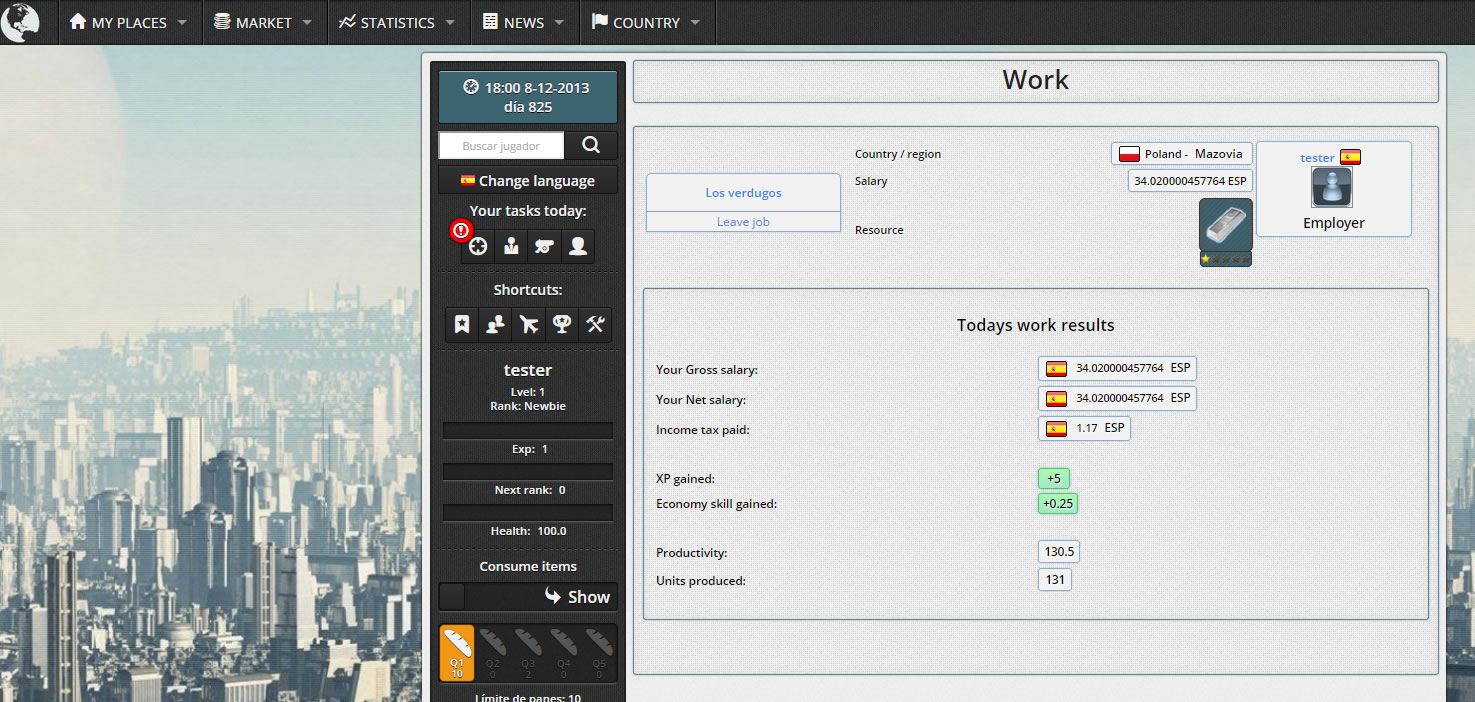 MY PLACES
MARKET
STATISTICS
NEWS
COUNTRY
18:00 8-12-2013
día 825
Buscar jugador
Change language
Your tasks today:
Shortcuts:
tester
Lvel: 1
Rank: Newbie
Exp: 1
Next rank: 0
Health: 100.0
Consume items
Show
Q1 Q2 Q3 Q4 Q5
10 0 2 0 0
Límite de panes: 10
Work
Los verdugos
Leave job
Country / region
Poland - Mazovia
Salary
34.020000457764 ESP
Resource
tester
Employer
Todays work results
Your Gross salary: 34.020000457764 ESP
Your Net salary: 34.020000457764 ESP
Income tax paid: 1.17 ESP
XP gained: +5
Economy skill gained: +0.25
Productivity: 130.5
Units produced: 131